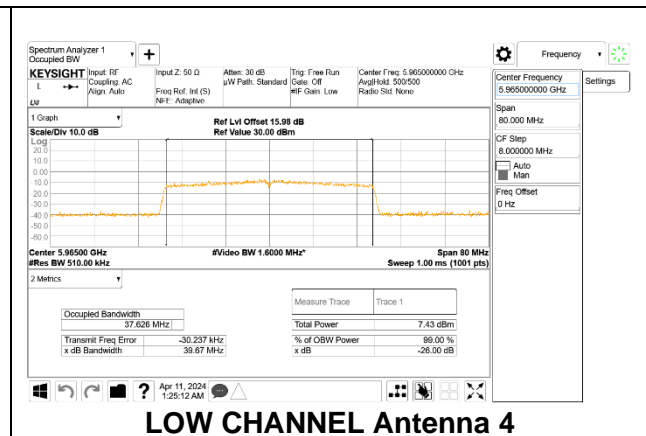 Spectrum Analyzer 1
Occupied BW
Frequency
KEYSIGHT Input: RF Input Z: 50 Ω Atten: 30 dB Trig: Free Run Center Freq: 5.965000000 GHz
L Coupling: AC µW Path: Standard Gate: Off Avg|Hold: 500/500
Align: Auto Freq Ref: Int (S) #IF Gain: Low Radio Std: None
NFE: Adaptive
Center Frequency
5.965000000 GHz
Settings
Span
80.000 MHz
CF Step
8.000000 MHz
Auto
Man
Freq Offset
0 Hz
1 Graph
Scale/Div 10.0 dB
Ref Lvl Offset 15.98 dB
Ref Value 30.00 dBm
Log
20.0
10.0
0.00
-10.0
-20.0
-30.0
-40.0
-50.0
-60.0
Center 5.96500 GHz #Video BW 1.6000 MHz* Span 80 MHz
#Res BW 510.00 kHz Sweep 1.00 ms (1001 pts)
2 Metrics
Measure Trace Trace 1
Occupied Bandwidth
37.626 MHz
Total Power 7.43 dBm
Transmit Freq Error -30.237 kHz % of OBW Power 99.00 %
x dB Bandwidth 39.67 MHz x dB -26.00 dB
?
Apr 11, 2024
1:25:12 AM
LOW CHANNEL Antenna 4